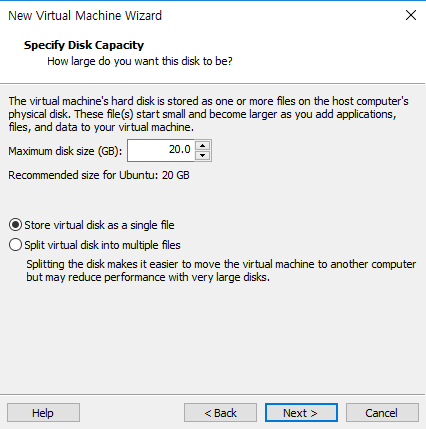 New Virtual Machine Wizard
Specify Disk Capacity
How large do you want this disk to be?
The virtual machine's hard disk is stored as one or more files on the host computer's
physical disk. These file(s) start small and become larger as you add applications,
files, and data to your virtual machine.
Maximum disk size (GB): 20.0
Recommended size for Ubuntu: 20 GB
Store virtual disk as a single file
Split virtual disk into multiple files
Splitting the disk makes it easier to move the virtual machine to another computer
but may reduce performance with very large disks.
Help < Back Next > Cancel